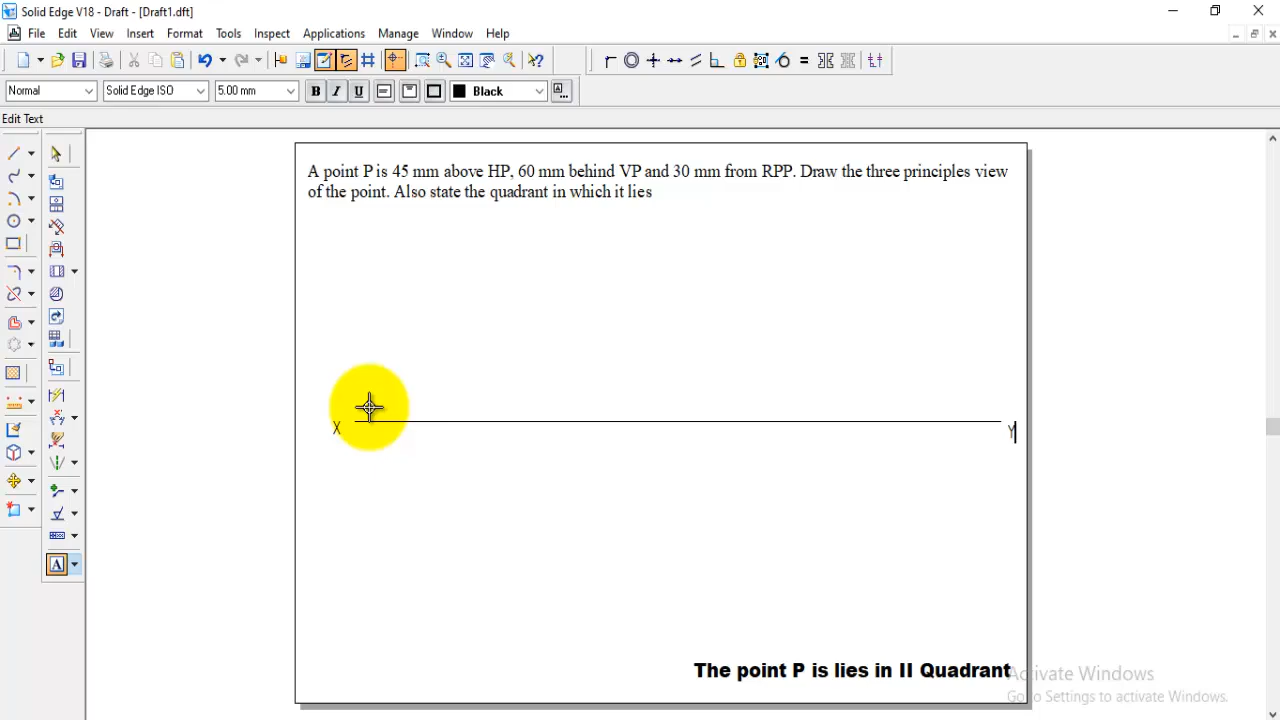 Solid Edge V18 - Draft - [Draft1.dft]
File Edit View Insert Format Tools Inspect Applications Manage Window Help
Normal Solid Edge ISO 5.00 mm B I U Black A
Edit Text
A point P is 45 mm above HP, 60 mm behind VP and 30 mm from RPP. Draw the three principles view
of the point. Also state the quadrant in which it lies
X Y
A
The point P is lies in II Quadrant
Activate Windows
Go to Settings to activate Windows.